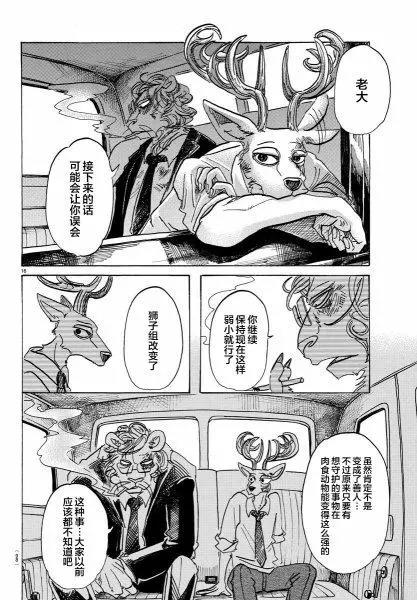 老大
接下来的话
可能会让你误会
16
你继续
保持现在这样
弱小就行了
狮子组改变了
虽然肯定不是
变成了善人…
不过原来只要有
想守护的事物在
肉食动物能变得这么强的
这种事…大家以前
应该都不知道吧